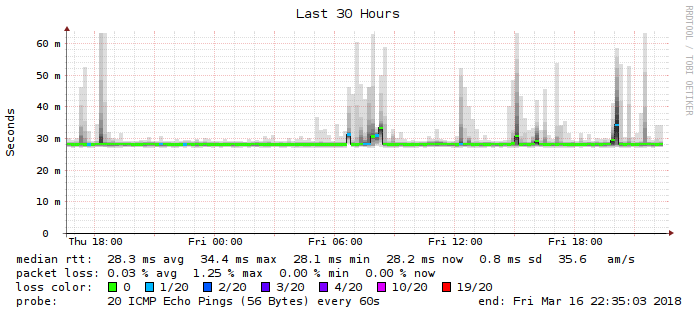 Last 30 Hours
RRDTOOL / TOBI OETIKER
Seconds
60 m
50 m
40 m
30 m
20 m
10 m
0
Thu 18:00 Fri 00:00 Fri 06:00 Fri 12:00 Fri 18:00
median rtt: 28.3 ms avg 34.4 ms max 28.1 ms min 28.2 ms now 0.8 ms sd 35.6 am/s
packet loss: 0.03 % avg 1.25 % max 0.00 % min 0.00 % now
loss color: 0 1/20 2/20 3/20 4/20 10/20 19/20
probe: 20 ICMP Echo Pings (56 Bytes) every 60s end: Fri Mar 16 22:35:03 2018